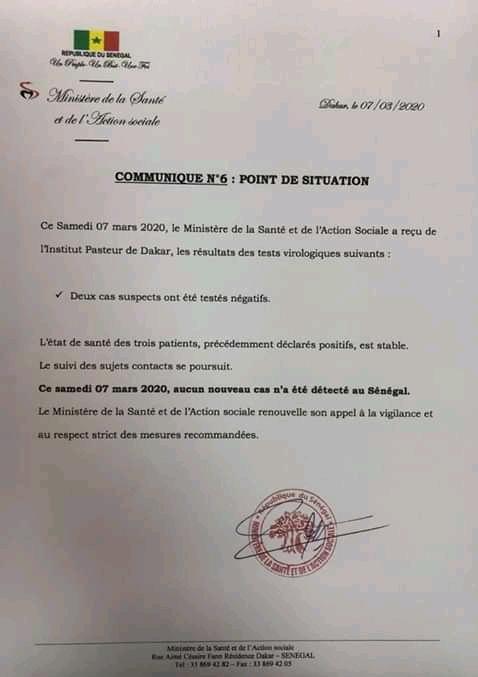 1
REPUBLIQUE DU SENEGAL
Un Peuple - Un But - Une Foi
Ministère de la Santé
et de l'Action sociale
Dakar, le 07/03/2020
COMMUNIQUE N°6 : POINT DE SITUATION
Ce Samedi 07 mars 2020, le Ministère de la Santé et de l'Action Sociale a reçu de
l'Institut Pasteur de Dakar, les résultats des tests virologiques suivants :
✓ Deux cas suspects ont été testés négatifs.
L'état de santé des trois patients, précédemment déclarés positifs, est stable.
Le suivi des sujets contacts se poursuit.
Ce samedi 07 mars 2020, aucun nouveau cas n'a été détecté au Sénégal.
Le Ministère de la Santé et de l'Action sociale renouvelle son appel à la vigilance et
au respect strict des mesures recommandées.
République du Sénégal
MINISTERE DE LA SANTÉ ET DE L'ACTION SOCIALE
Ministère de la Santé et de l'Action sociale
Rue Aimé Césaire Fann Résidence Dakar – SENEGAL
Tel : 33 869 42 82 – Fax : 33 869 42 05